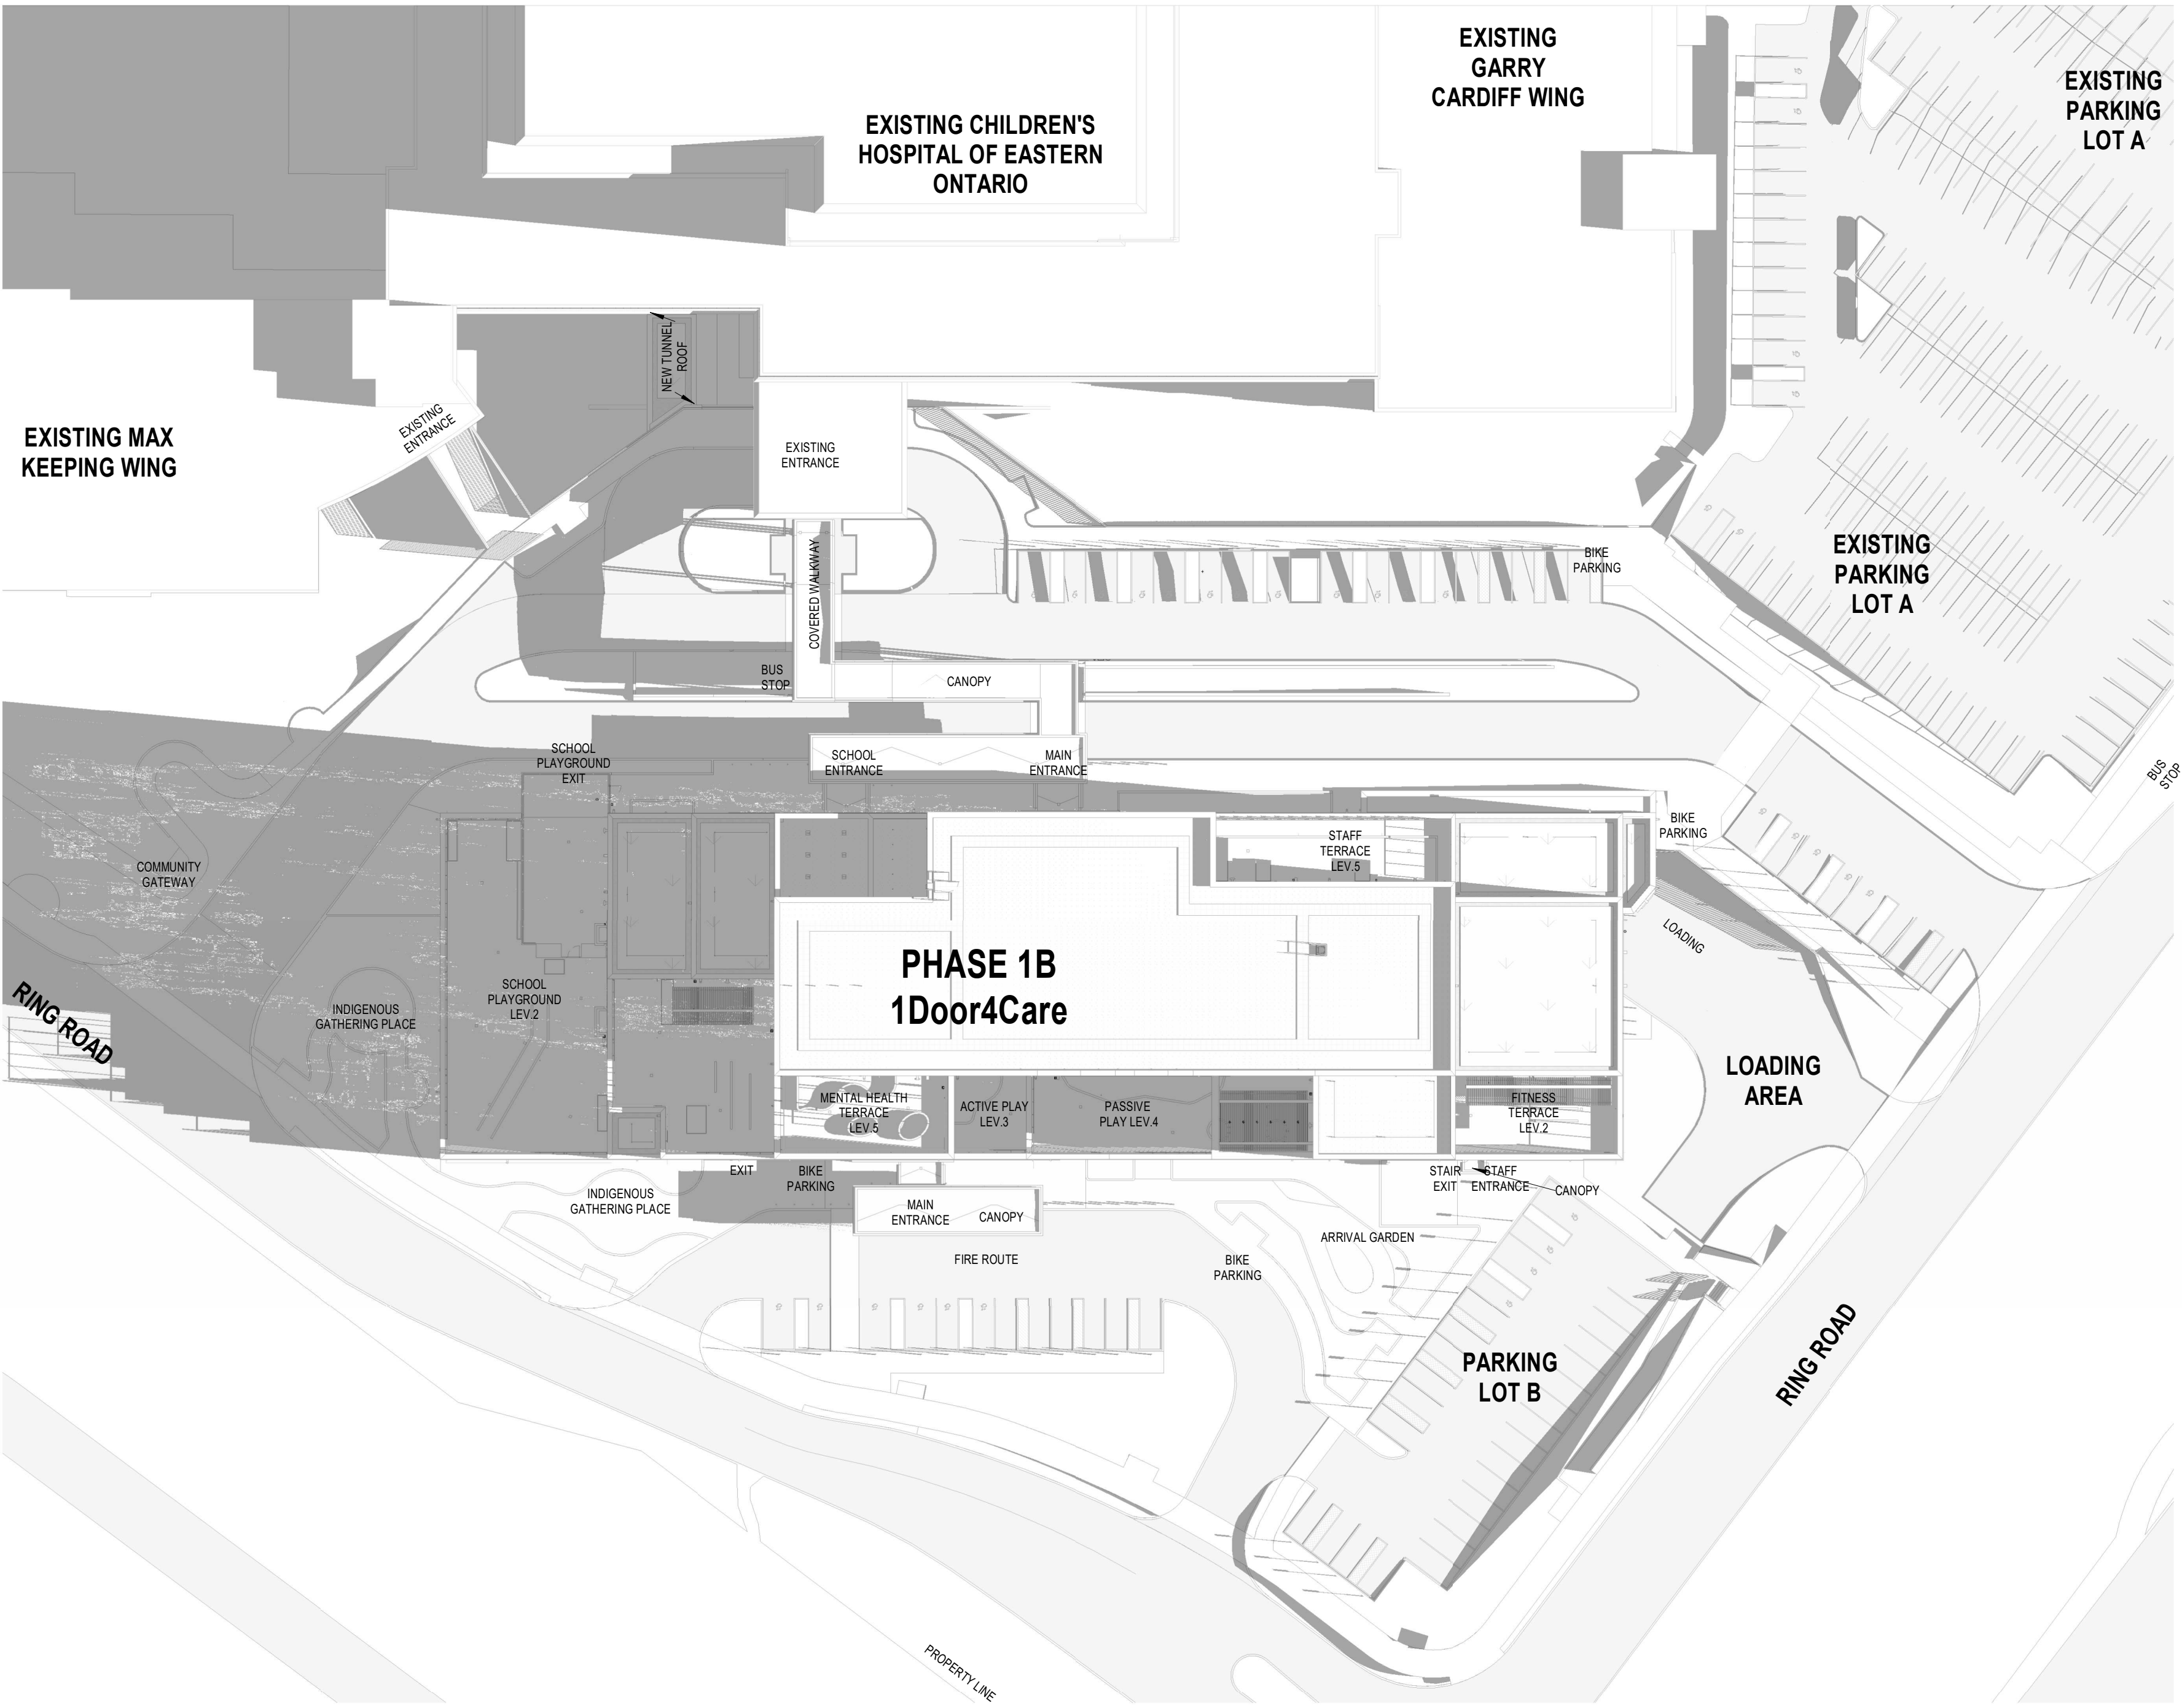 EXISTING
GARRY
CARDIFF WING
EXISTING
PARKING
LOT A
EXISTING CHILDREN'S
HOSPITAL OF EASTERN
ONTARIO
NEW TUNNEL
ROOF
EXISTING MAX
KEEPING WING
EXISTING
ENTRANCE
EXISTING
ENTRANCE
COVERED WALKWAY
BIKE
PARKING
EXISTING
PARKING
LOT A
BUS
STOP
CANOPY
SCHOOL
PLAYGROUND
EXIT
SCHOOL
ENTRANCE
MAIN
ENTRANCE
BUS
STOP
BIKE
PARKING
STAFF
TERRACE
LEV.5
COMMUNITY
GATEWAY
LOADING
PHASE 1B
1Door4Care
SCHOOL
PLAYGROUND
LEV.2
INDIGENOUS
GATHERING PLACE
RING ROAD
LOADING
AREA
MENTAL HEALTH
TERRACE
LEV.5
ACTIVE PLAY
LEV.3
PASSIVE
PLAY LEV.4
FITNESS
TERRACE
LEV.2
EXIT
BIKE
PARKING
STAIR
EXIT
STAFF
ENTRANCE
CANOPY
INDIGENOUS
GATHERING PLACE
MAIN
ENTRANCE
CANOPY
ARRIVAL GARDEN
FIRE ROUTE
BIKE
PARKING
PARKING
LOT B
RING ROAD
PROPERTY LINE